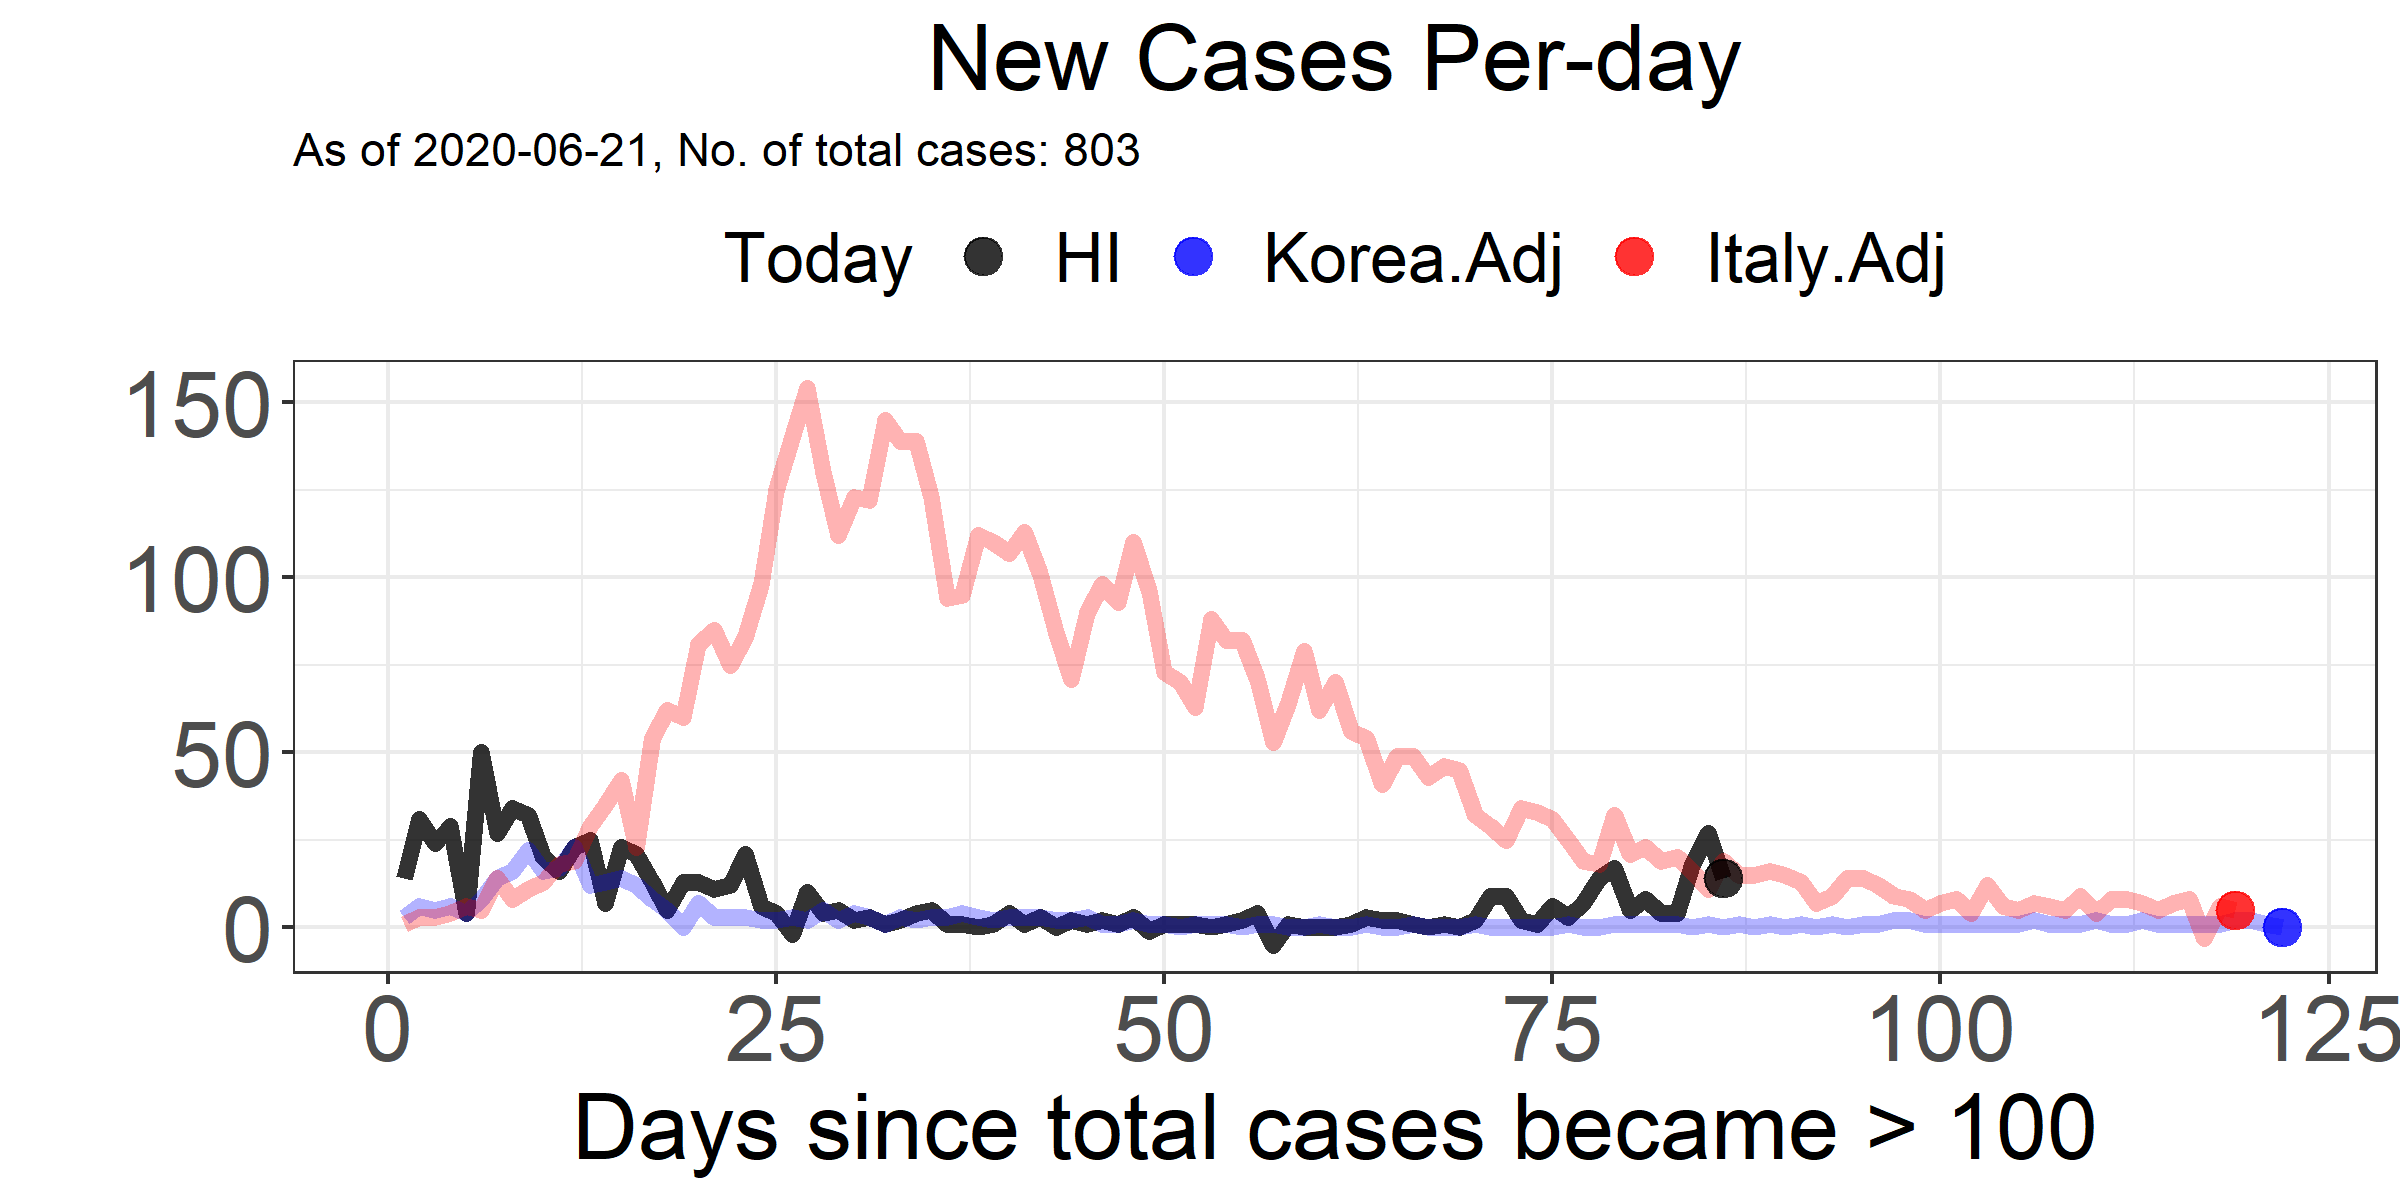 New Cases Per-day
As of 2020-06-21, No. of total cases: 803
Today HI Korea.Adj Italy.Adj
150
100
50
0
0 25 50 75 100 125
Days since total cases became > 100